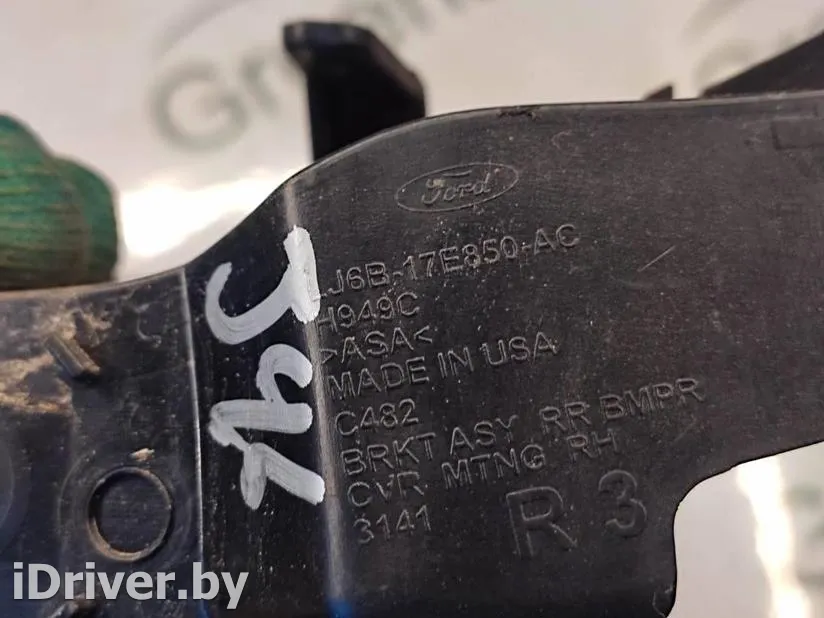 Ford
LJ6B-17E850-AC
H949C
>ASA<
MADE IN USA
C482
BRKT ASY RR BMPR
CVR MTNG RH
3141
R 3
iDriver.by